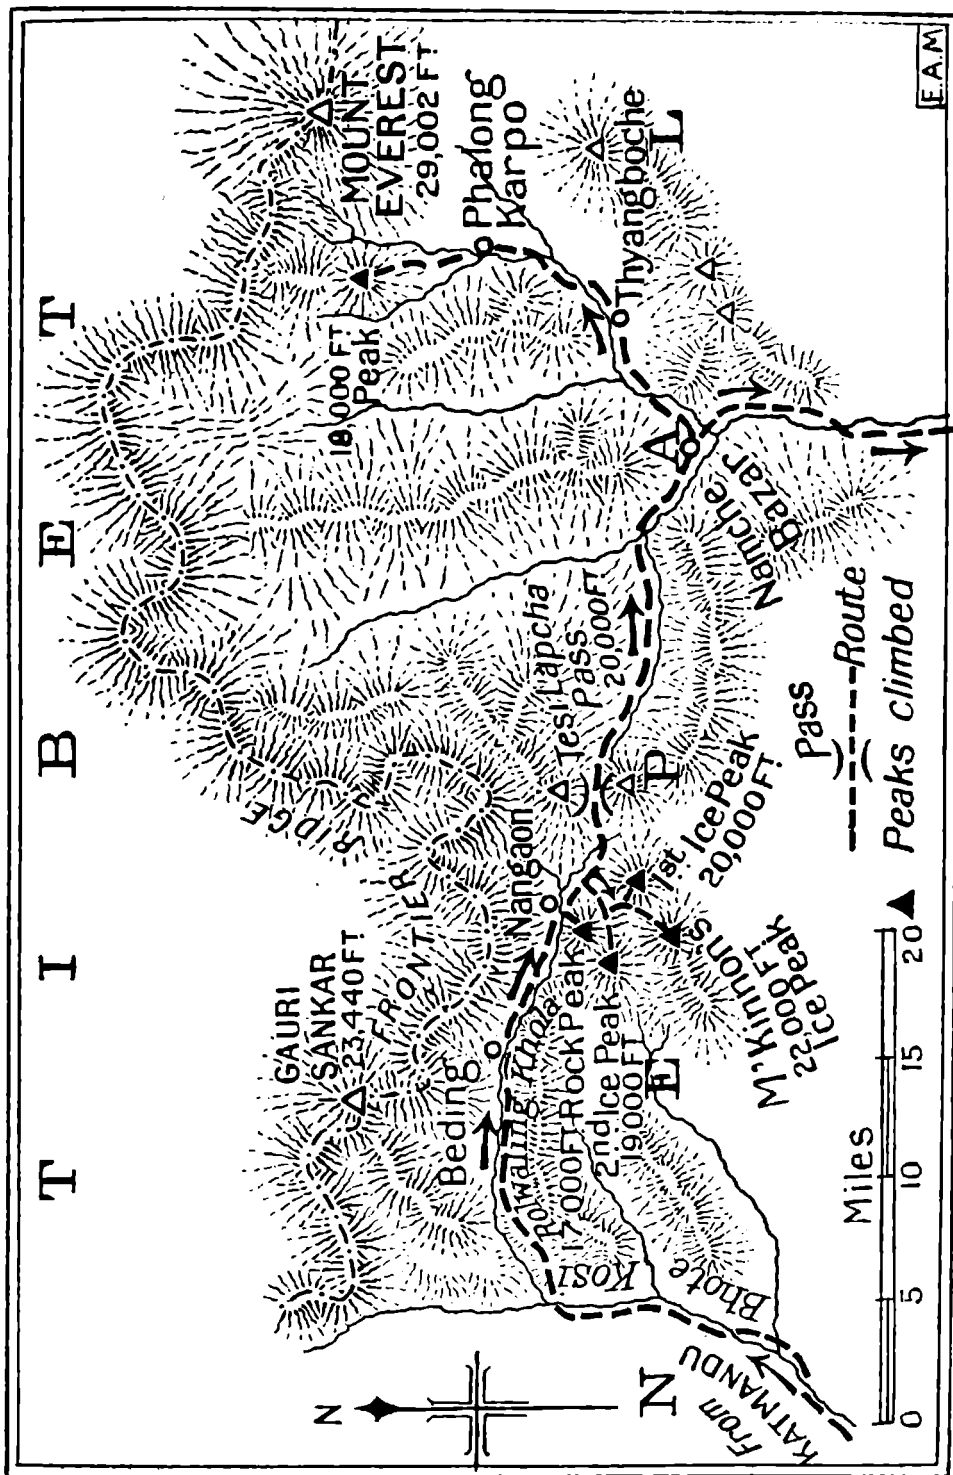 T I B E T
GAURI
SANKAR
23,440 FT
FRONTIER
RIDGE
MOUNT
EVEREST
29,002 FT
18,000 FT
Peak
Phalong
Karpo
Beding
Nangaon
Tesi Lapcha
Pass
20,000 FT
Thyangboche
Rolwaling Khola
17,000 FT Rock Peak
2nd Ice Peak
19000 FT
1st Ice Peak
20,000 FT
M'Kinnon's
22,000 FT
Ice Peak
Namche
Bazar
Bhote
Kosi
N E P A L
From
KATMANDU
N
Miles
0 5 10 15 20
Pass
Route
Peaks climbed
E.A.M